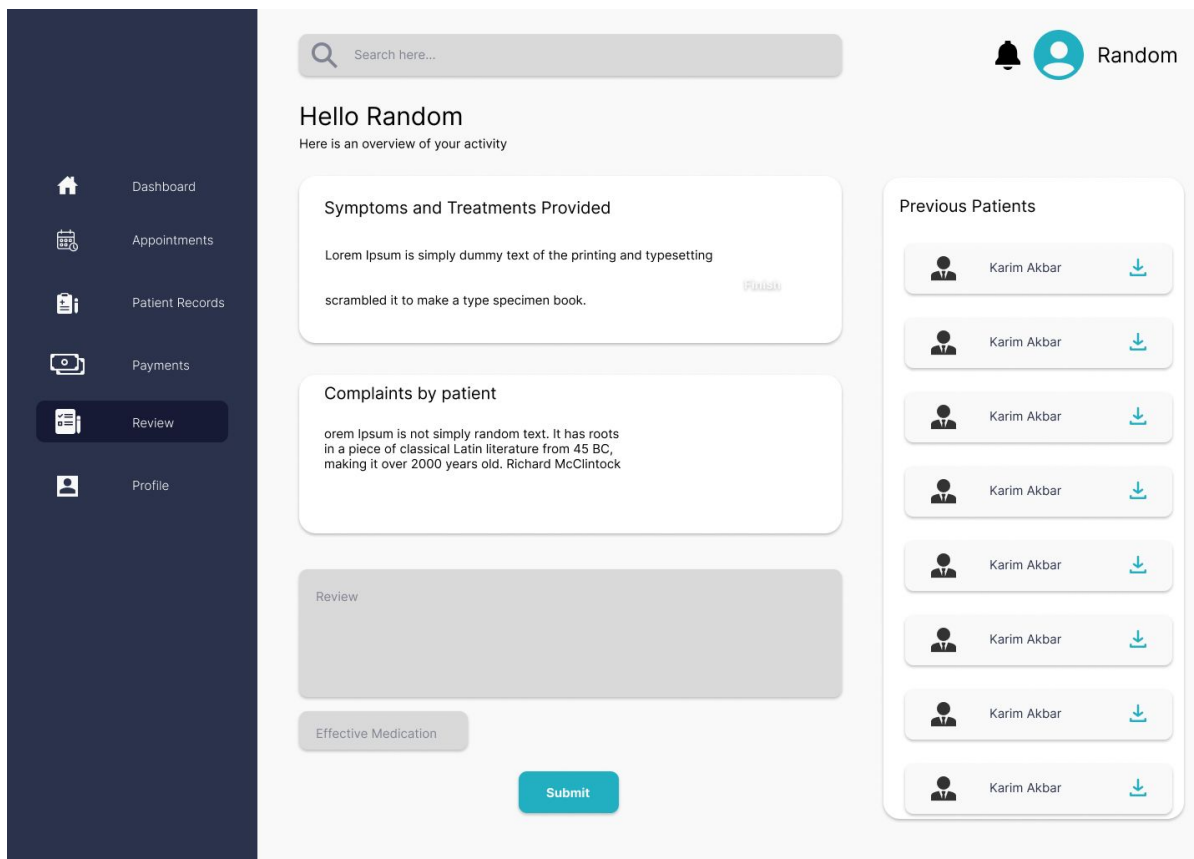 Search here...
Random
Hello Random
Here is an overview of your activity
Dashboard
Appointments
Patient Records
Payments
Review
Profile
Symptoms and Treatments Provided
Lorem Ipsum is simply dummy text of the printing and typesetting
Finish
scrambled it to make a type specimen book.
Complaints by patient
orem Ipsum is not simply random text. It has roots
in a piece of classical Latin literature from 45 BC,
making it over 2000 years old. Richard McClintock
Review
Effective Medication
Submit
Previous Patients
Karim Akbar
Karim Akbar
Karim Akbar
Karim Akbar
Karim Akbar
Karim Akbar
Karim Akbar
Karim Akbar